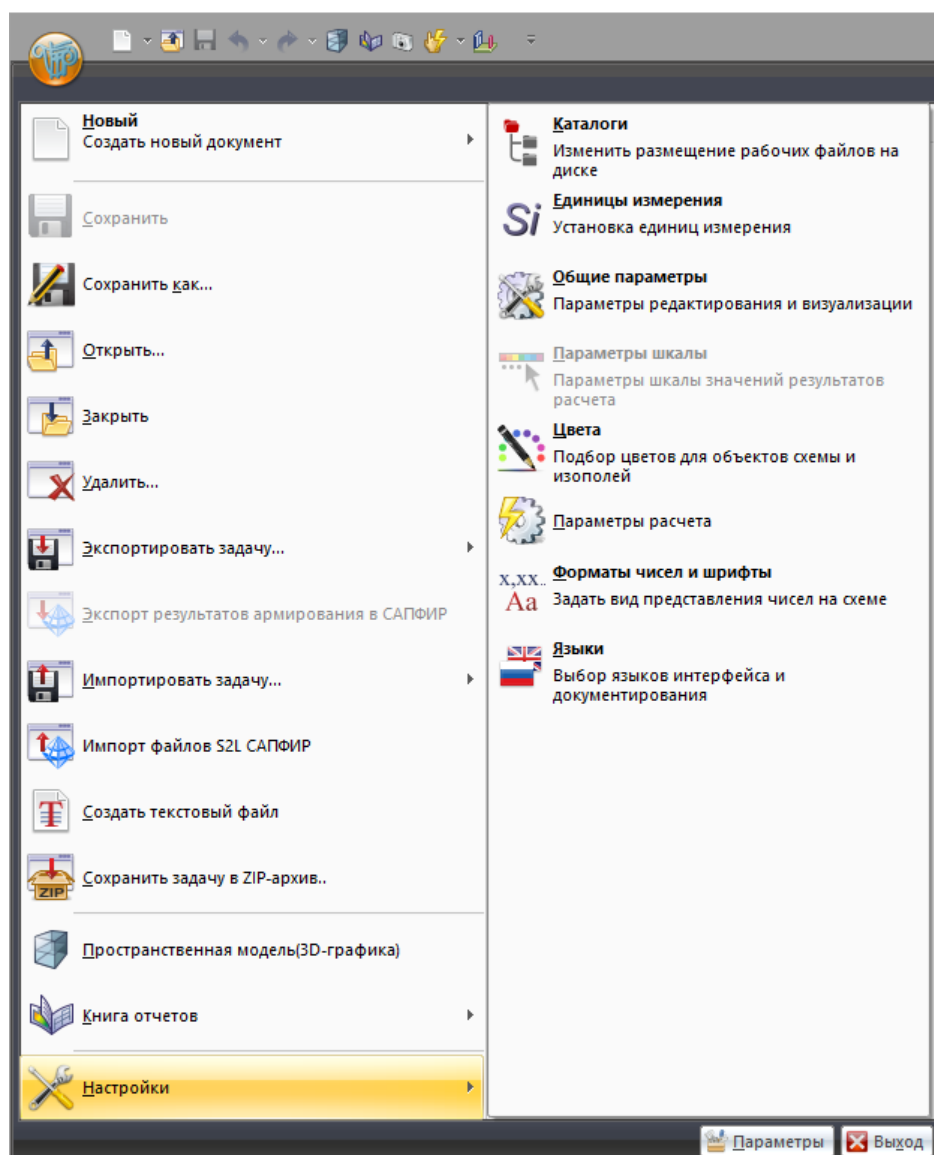 Новый
Создать новый документ
Сохранить
Сохранить как...
Открыть...
Закрыть
Удалить...
Экспортировать задачу...
Экспорт результатов армирования в САПФИР
Импортировать задачу...
Импорт файлов S2L САПФИР
Создать текстовый файл
ZIP
Сохранить задачу в ZIP-архив..
Пространственная модель(3D-графика)
Книга отчетов
Настройки
Каталоги
Изменить размещение рабочих файлов на
диске
Si
Единицы измерения
Установка единиц измерения
Общие параметры
Параметры редактирования и визуализации
Параметры шкалы
Параметры шкалы значений результатов
расчета
Цвета
Подбор цветов для объектов схемы и
изополей
Параметры расчета
x,xx..
Aa
Форматы чисел и шрифты
Задать вид представления чисел на схеме
Языки
Выбор языков интерфейса и
документирования
Параметры
Выход